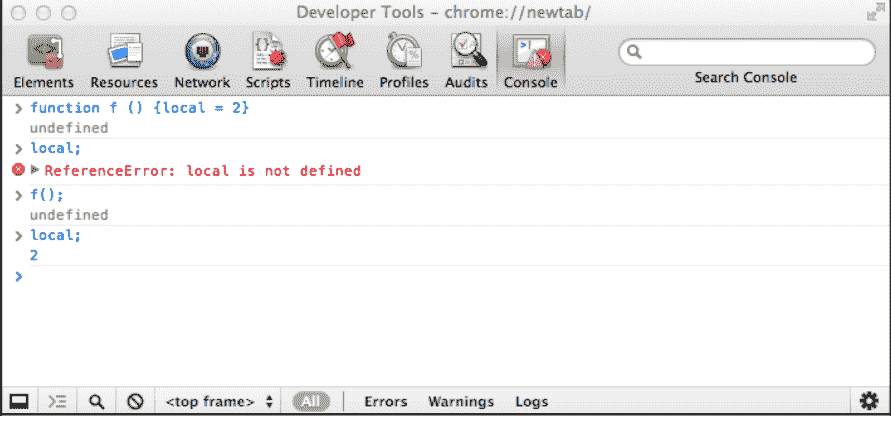 Developer Tools – chrome://newtab/
Elements Resources Network Scripts Timeline Profiles Audits Console
Search Console
> function f () {local = 2}
undefined
> local;
ReferenceError: local is not defined
> f();
undefined
> local;
2
>
<top frame> All Errors Warnings Logs